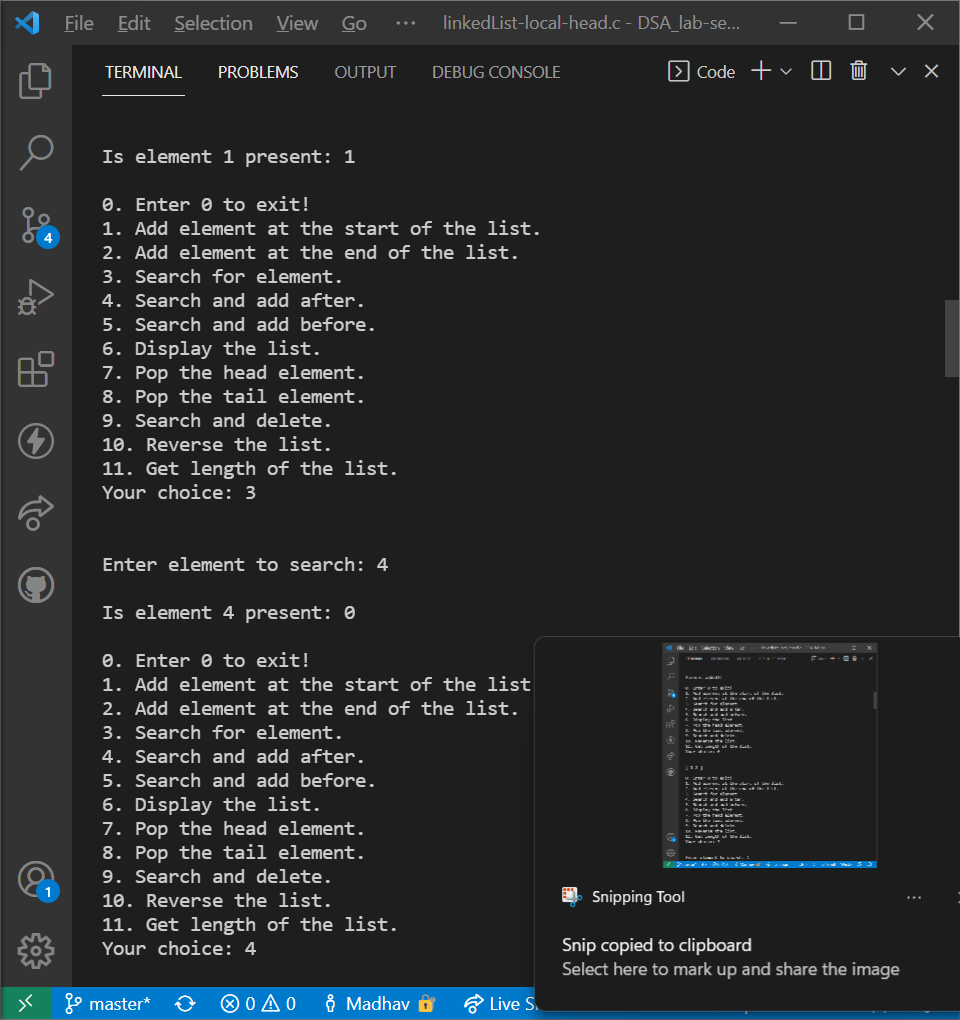 File Edit Selection View Go ··· linkedList-local-head.c - DSA_lab-se...
TERMINAL PROBLEMS OUTPUT DEBUG CONSOLE Code
Is element 1 present: 1
0. Enter 0 to exit!
1. Add element at the start of the list.
2. Add element at the end of the list.
3. Search for element.
4. Search and add after.
5. Search and add before.
6. Display the list.
7. Pop the head element.
8. Pop the tail element.
9. Search and delete.
10. Reverse the list.
11. Get length of the list.
Your choice: 3
Enter element to search: 4
Is element 4 present: 0
0. Enter 0 to exit!
1. Add element at the start of the list
2. Add element at the end of the list.
3. Search for element.
4. Search and add after.
5. Search and add before.
6. Display the list.
7. Pop the head element.
8. Pop the tail element.
9. Search and delete.
10. Reverse the list.
11. Get length of the list.
Your choice: 4
4
1
Snipping Tool
Snip copied to clipboard
Select here to mark up and share the image
master* 0 0 Madhav Live S